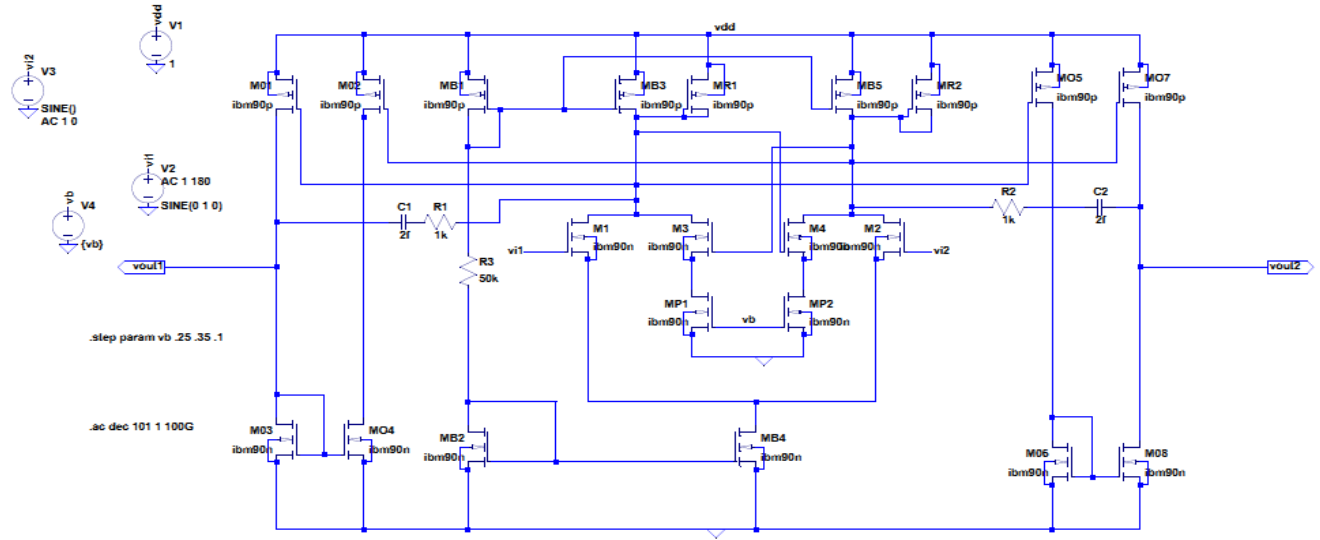 vdd
vdd
V1
1
vi2
V3
SINE()
AC 1 0
vi1
V2
AC 1 180
SINE(0 1 0)
vb
V4
{vb}
M01
ibm90p
M02
ibm90p
MB1
ibm90p
MB3
ibm90p
MR1
ibm90p
MB5
ibm90p
MR2
ibm90p
MO5
ibm90p
MO7
ibm90p
C1
2f
R1
1k
R2
1k
C2
2f
M1
ibm90n
M3
ibm90n
M4
ibm90n
M2
ibm90n
vi1
vi2
vout1
vout2
R3
50k
MP1
ibm90n
vb
MP2
ibm90n
.step param vb .25 .35 .1
.ac dec 101 1 100G
M03
ibm90n
MO4
ibm90n
MB2
ibm90n
MB4
ibm90n
M06
ibm90n
M08
ibm90n